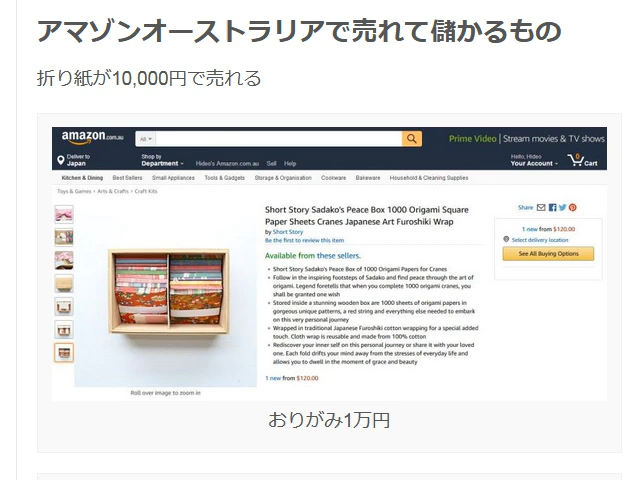 アマゾンオーストラリアで売れて儲かるもの
折り紙が10,000円で売れる
amazon.com.au
All
Prime Video | Stream movies & TV shows
Deliver to
Japan
Shop by
Department
Hideo's Amazon.com.au Sell Help
Hello, Hideo
Your Account
0
Cart
Kitchen & Dining Best Sellers Small Appliances Tools & Gadgets Storage & Organisation Cookware Bakeware Household & Cleaning Supplies
Toys & Games › Arts & Crafts › Craft Kits
Short Story Sadako's Peace Box 1000 Origami Square
Paper Sheets Cranes Japanese Art Furoshiki Wrap
by Short Story
Be the first to review this item
Available from these sellers.
Short Story Sadako's Peace Box of 1000 Origami Papers for Cranes
Follow in the inspiring footsteps of Sadako and find peace through the art of
origami. Legend foretells that when you complete 1000 origami cranes, you
shall be granted one wish
Stored inside a stunning wooden box are 1000 sheets of origami papers in
gorgeous unique patterns, a red string and everything else needed to embark
on this very personal journey
Wrapped in traditional Japanese Furoshiki cotton wrapping for a special added
touch. Cloth wrap is reusable and made from 100% cotton
Rediscover your inner self on this personal journey or share it with your loved
one. Each fold drifts your mind away from the stresses of everyday life and
allows you to dwell in the moment of grace and beauty
1 new from $120.00
Share
1 new from $120.00
Select delivery location
See All Buying Options
Roll over image to zoom in
おりがみ1万円